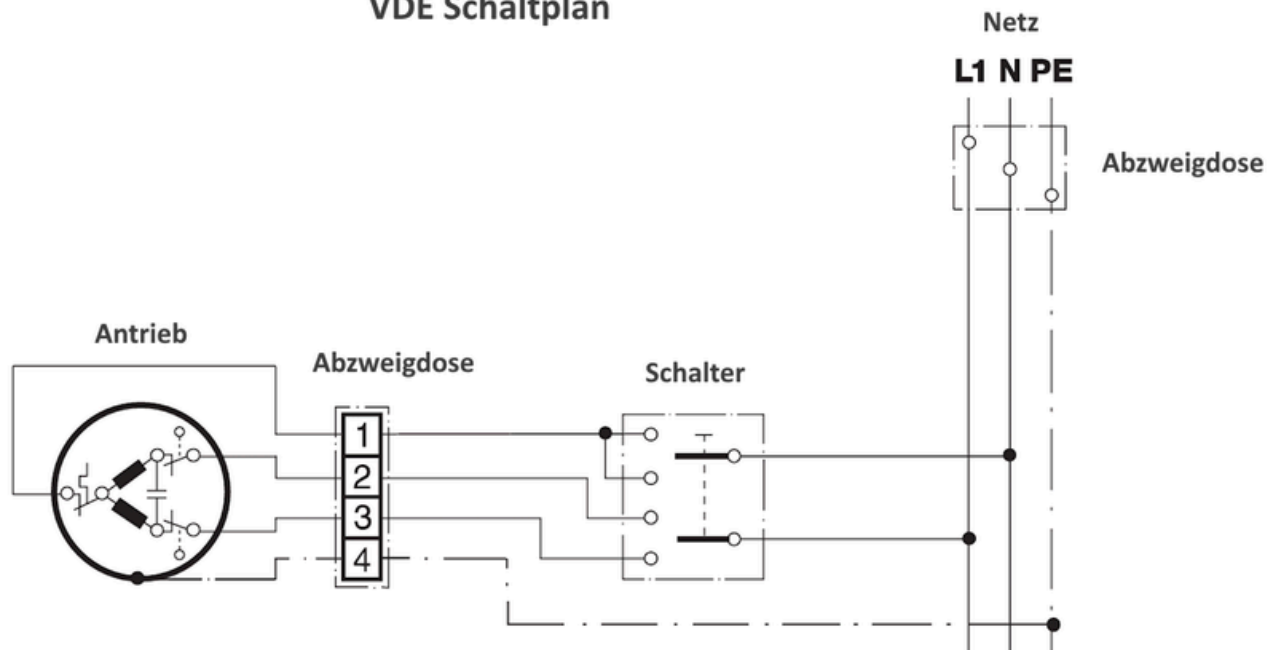 VDE Schaltplan
Netz
L1 N PE
Abzweigdose
Antrieb
Abzweigdose
Schalter
1
2
3
4